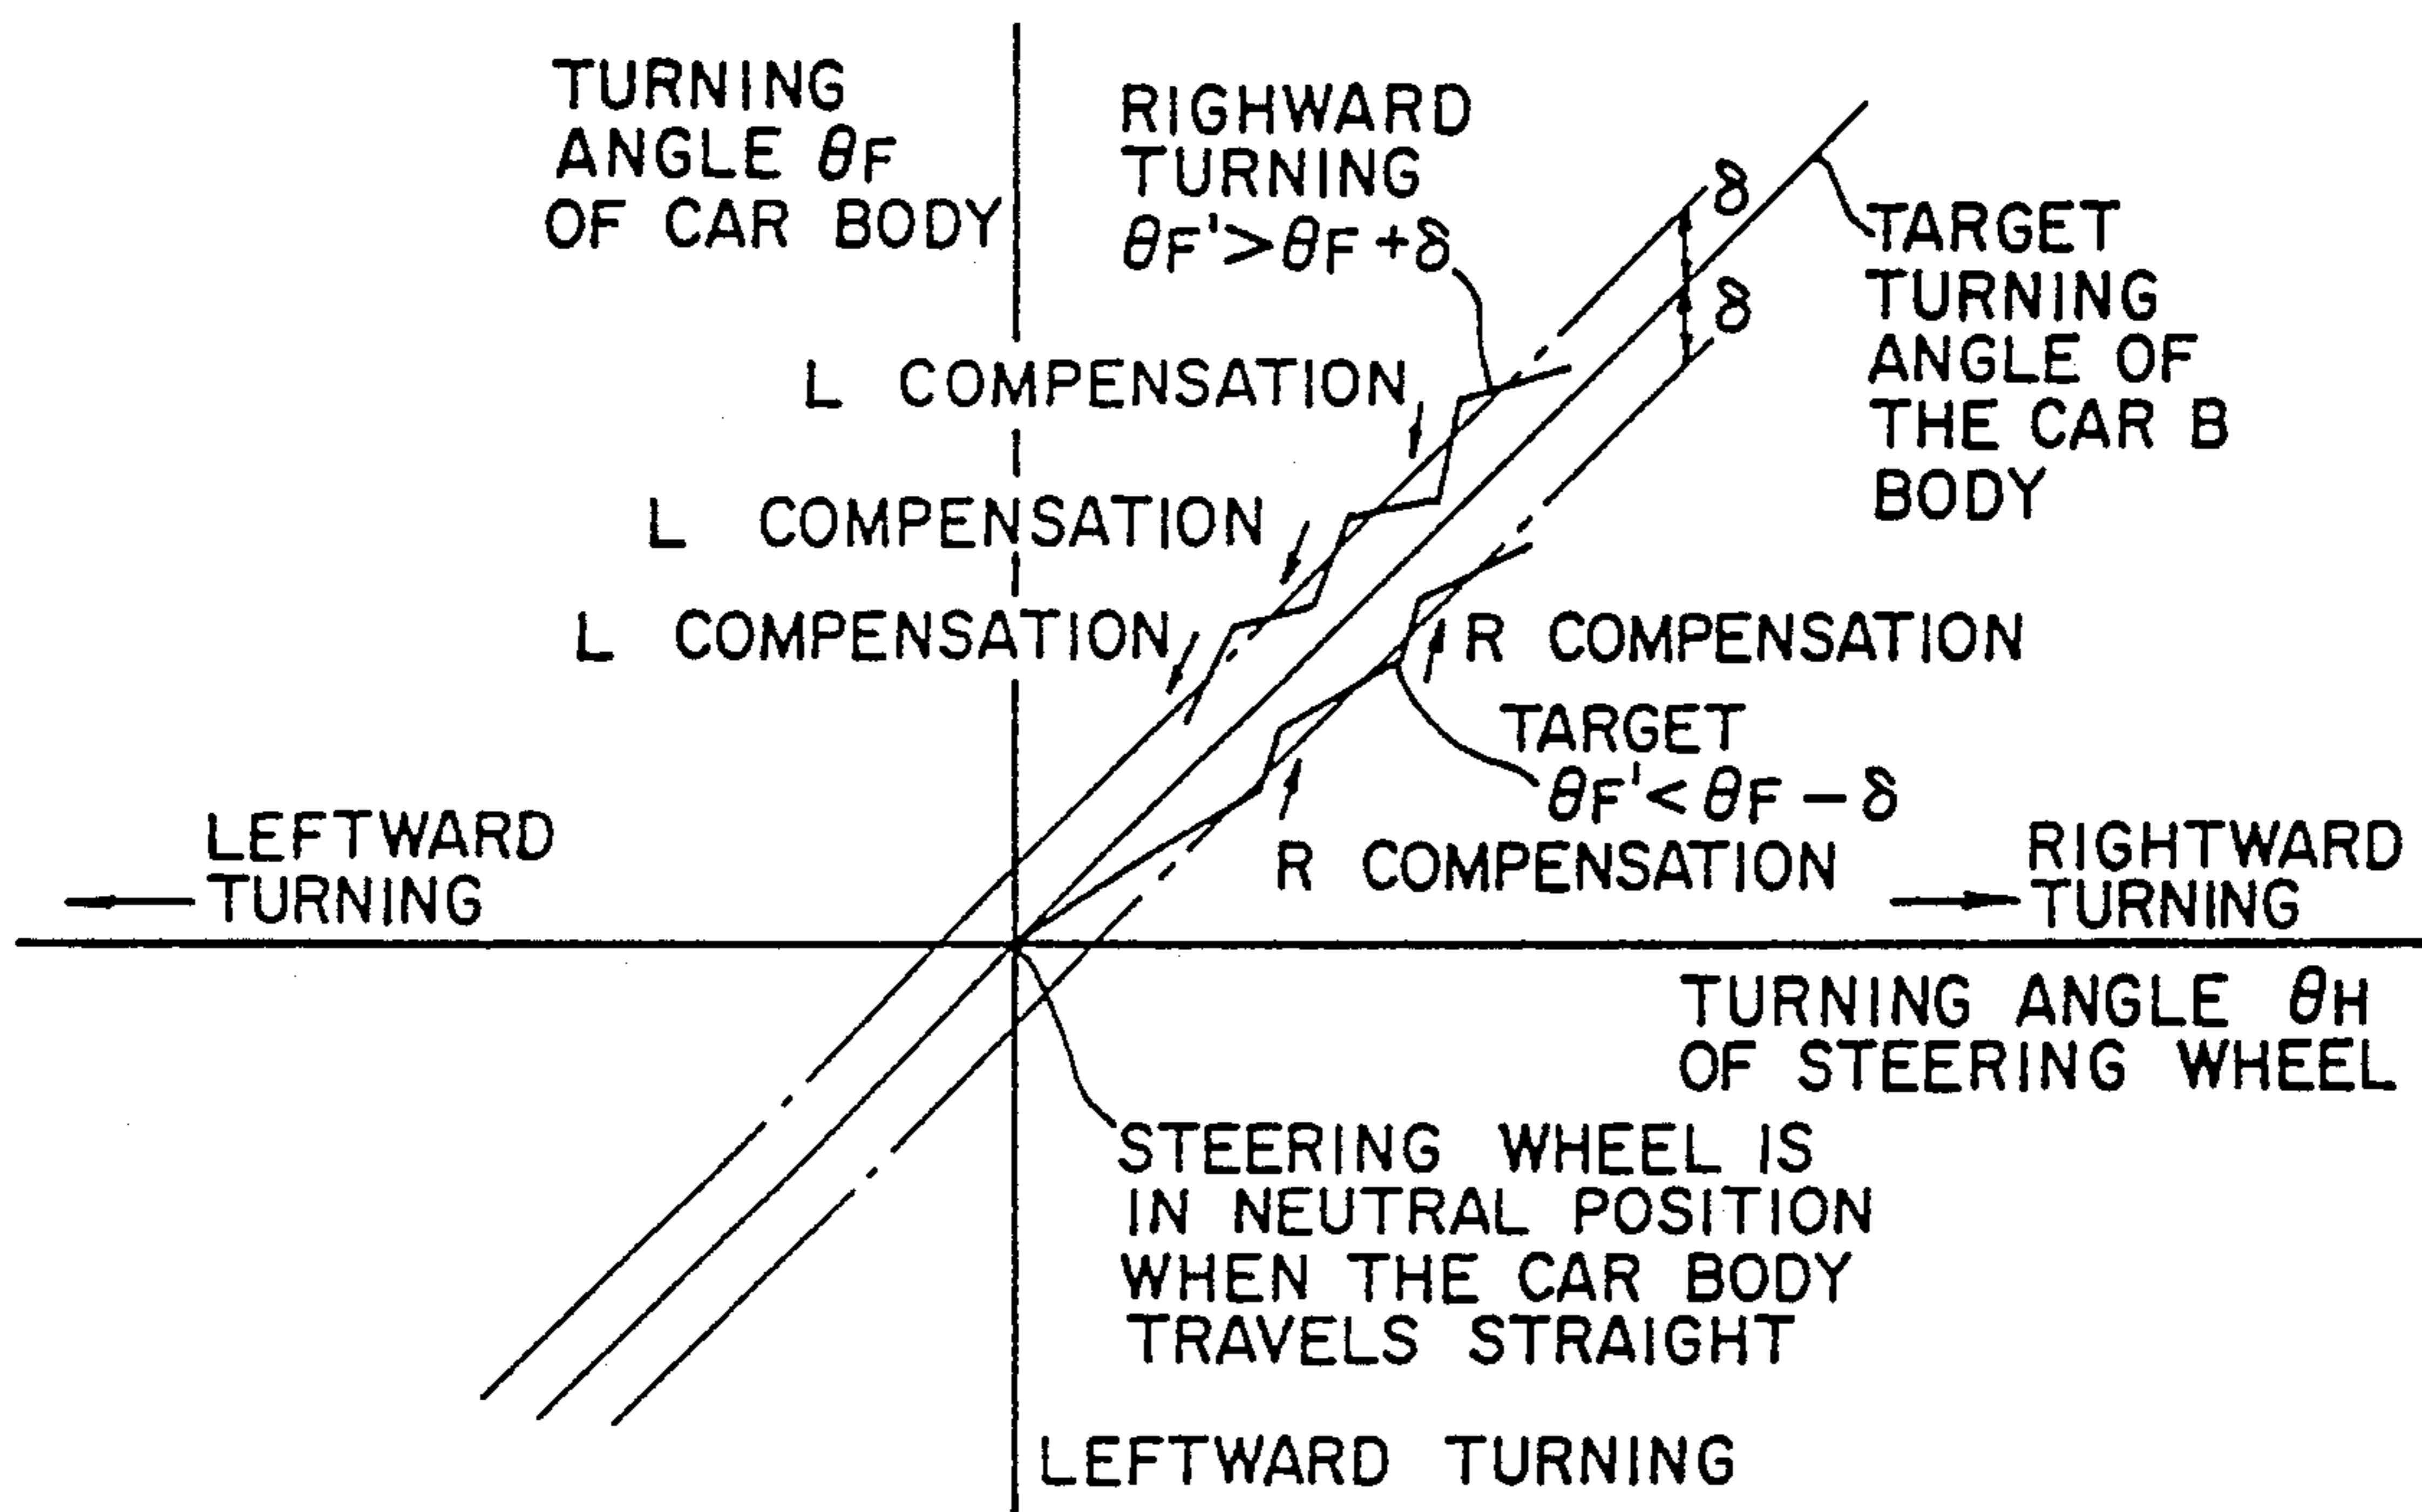 TURNING
ANGLE θF
OF CAR BODY
RIGHWARD
TURNING
θF'>θF+δ
δ
δ
TARGET
TURNING
ANGLE OF
THE CAR B
BODY
L COMPENSATION
L COMPENSATION
L COMPENSATION
R COMPENSATION
TARGET
θF'<θF-δ
R COMPENSATION
LEFTWARD
TURNING
RIGHTWARD
TURNING
TURNING ANGLE θH
OF STEERING WHEEL
STEERING WHEEL IS
IN NEUTRAL POSITION
WHEN THE CAR BODY
TRAVELS STRAIGHT
LEFTWARD TURNING